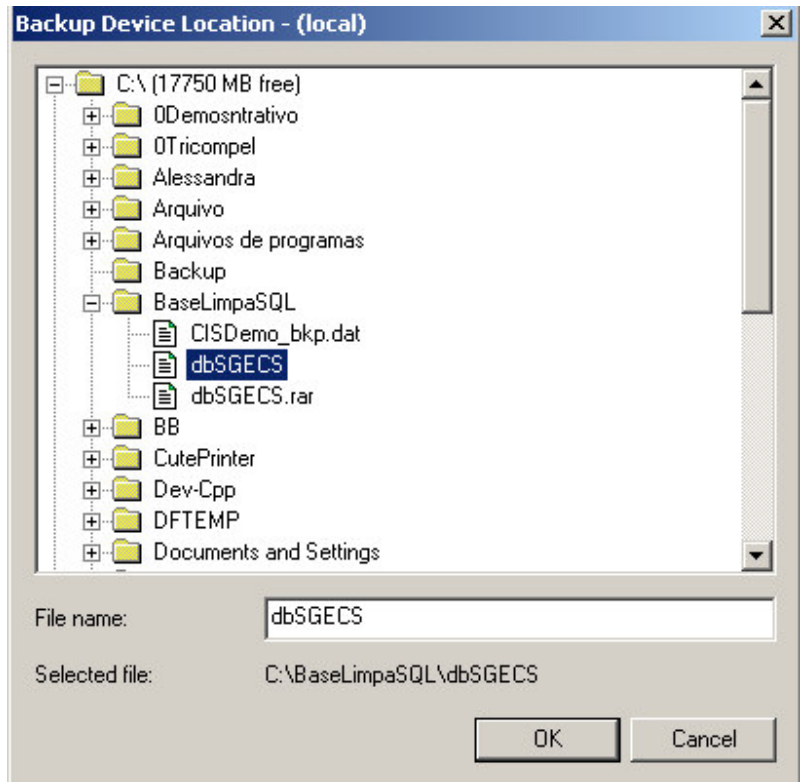 Backup Device Location - (local)
C:\ (17750 MB free)
0Demosntrativo
0Tricompel
Alessandra
Arquivo
Arquivos de programas
Backup
BaseLimpaSQL
CISDemo_bkp.dat
dbSGECS
dbSGECS.rar
BB
CutePrinter
Dev-Cpp
DFTEMP
Documents and Settings
File name: dbSGECS
Selected file: C:\BaseLimpaSQL\dbSGECS
OK Cancel